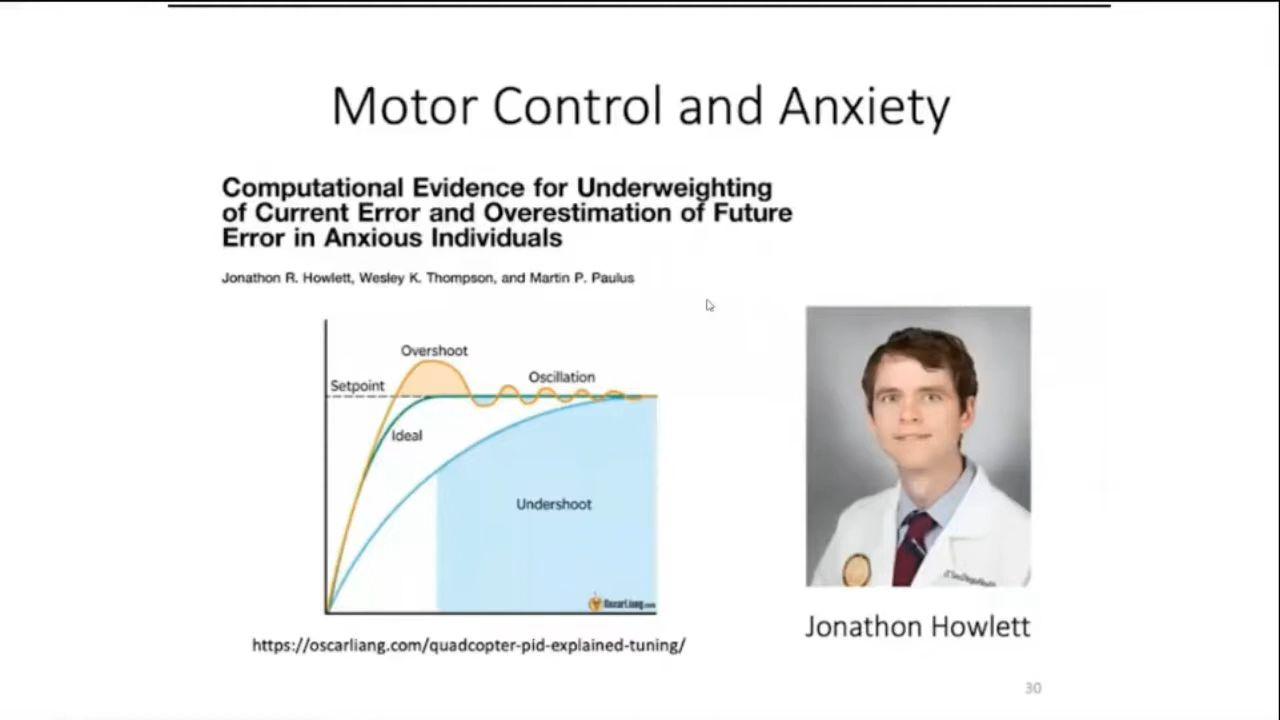 Motor Control and Anxiety
Computational Evidence for Underweighting
of Current Error and Overestimation of Future
Error in Anxious Individuals
Jonathon R. Howlett, Wesley K. Thompson, and Martin P. Paulus
Overshoot
Setpoint
Oscillation
Ideal
Undershoot
OscarLiang.com
https://oscarliang.com/quadcopter-pid-explained-tuning/
Jonathon Howlett
30